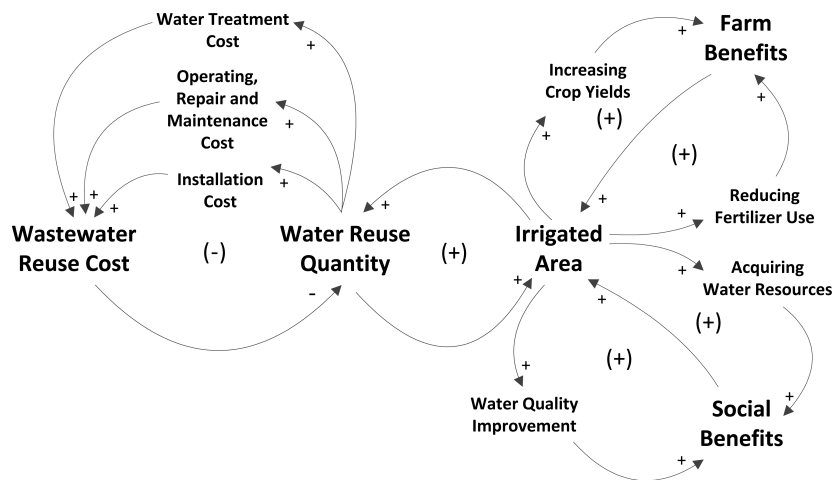 Water Treatment
Cost
+
Operating,
Repair and
Maintenance
Cost
+
Installation
Cost
+
+
+
+
Wastewater
Reuse Cost
(-)
Water Reuse
Quantity
-
+
(+)
Irrigated
Area
+
+
Increasing
Crop Yields
(+)
+
Farm
Benefits
+
(+)
+
Reducing
Fertilizer Use
+
Acquiring
Water Resources
+
+
(+)
(+)
+
Water Quality
Improvement
+
+
Social
Benefits